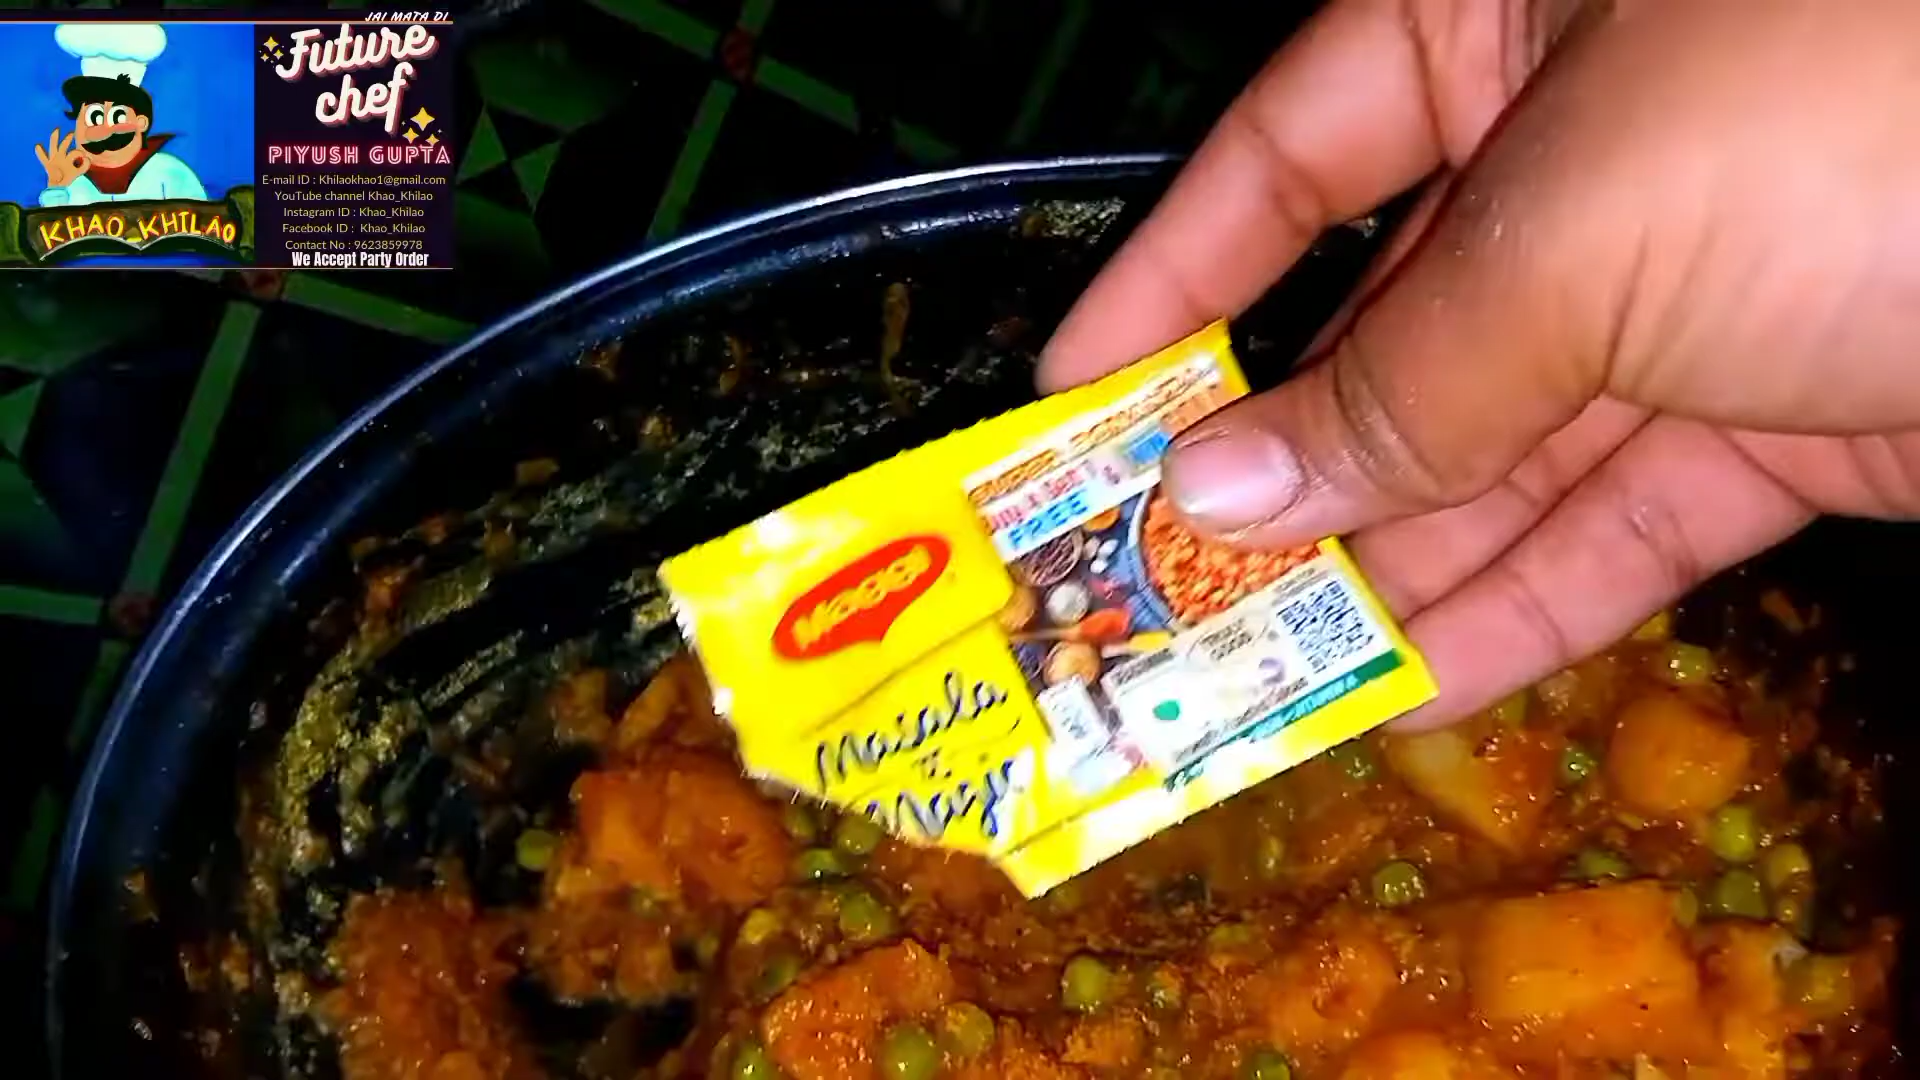 JAI MATA DI
Future
chef
PIYUSH GUPTA
E-mail ID : Khilaokhao1@gmail.com
YouTube channel Khao_Khilao
Instagram ID : Khao_Khilao
Facebook ID : Khao_Khilao
Contact No : 9623859978
We Accept Party Order
KHAO_KHILAO
FREE
Maggi
Masala
Magic